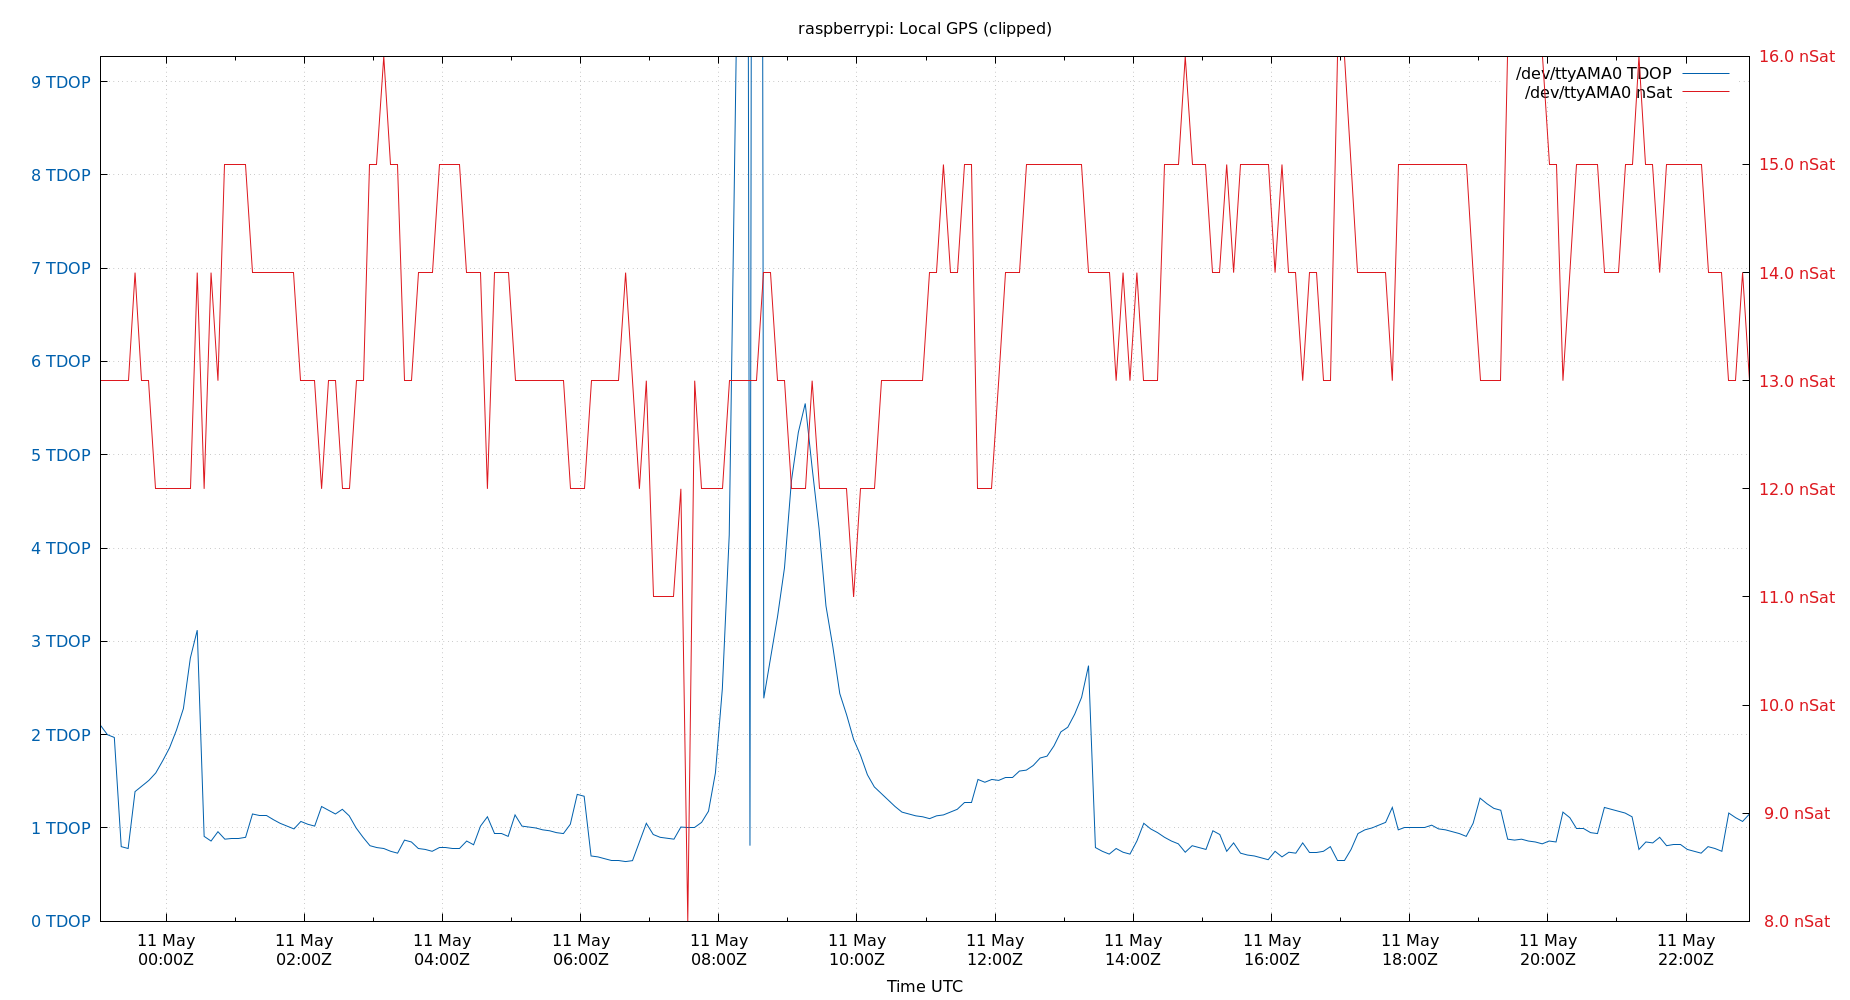 raspberrypi: Local GPS (clipped)
/dev/ttyAMA0 TDOP
/dev/ttyAMA0 nSat
9 TDOP
8 TDOP
7 TDOP
6 TDOP
5 TDOP
4 TDOP
3 TDOP
2 TDOP
1 TDOP
0 TDOP
16.0 nSat
15.0 nSat
14.0 nSat
13.0 nSat
12.0 nSat
11.0 nSat
10.0 nSat
9.0 nSat
8.0 nSat
11 May
00:00Z
11 May
02:00Z
11 May
04:00Z
11 May
06:00Z
11 May
08:00Z
11 May
10:00Z
11 May
12:00Z
11 May
14:00Z
11 May
16:00Z
11 May
18:00Z
11 May
20:00Z
11 May
22:00Z
Time UTC